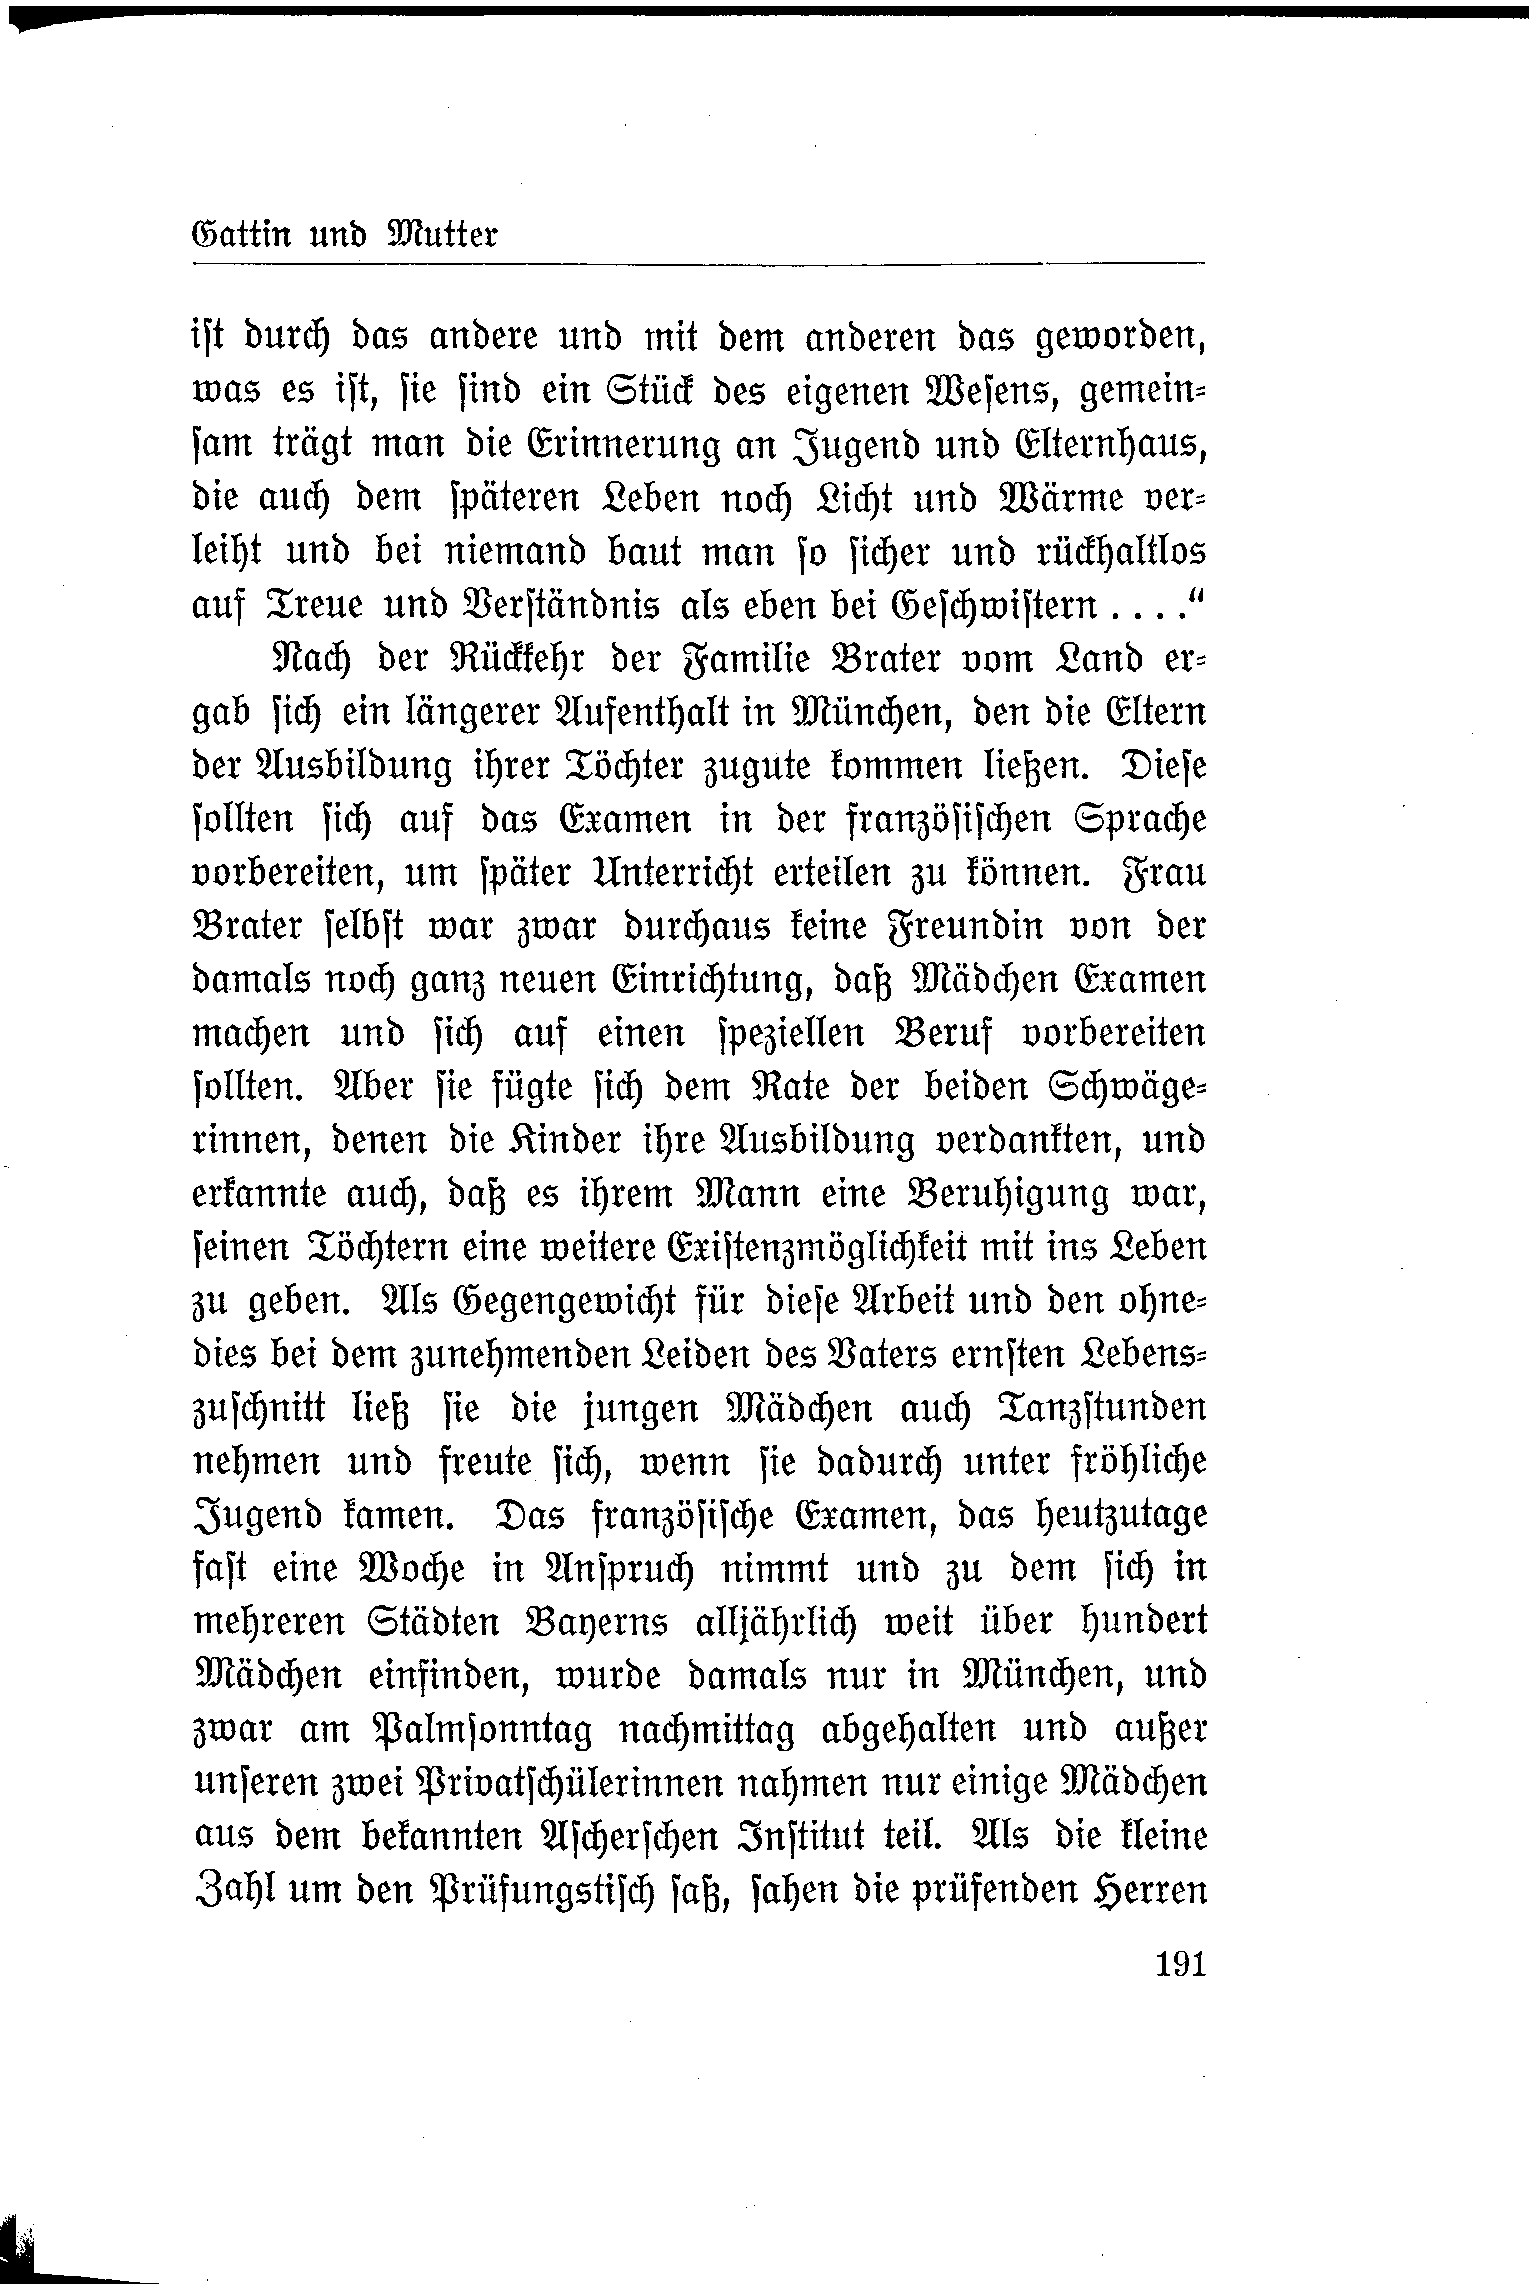 Gattin und Mutter
ist durch das andere und mit dem anderen das geworden,
was es ist, sie sind ein Stück des eigenen Wesens, gemein=
sam trägt man die Erinnerung an Jugend und Elternhaus,
die auch dem späteren Leben noch Licht und Wärme ver=
leiht und bei niemand baut man so sicher und rückhaltlos
auf Treue und Verständnis als eben bei Geschwistern . . . .“
Nach der Rückkehr der Familie Brater vom Land er=
gab sich ein längerer Aufenthalt in München, den die Eltern
der Ausbildung ihrer Töchter zugute kommen ließen. Diese
sollten sich auf das Examen in der französischen Sprache
vorbereiten, um später Unterricht erteilen zu können. Frau
Brater selbst war zwar durchaus keine Freundin von der
damals noch ganz neuen Einrichtung, daß Mädchen Examen
machen und sich auf einen speziellen Beruf vorbereiten
sollten. Aber sie fügte sich dem Rate der beiden Schwäge=
rinnen, denen die Kinder ihre Ausbildung verdankten, und
erkannte auch, daß es ihrem Mann eine Beruhigung war,
seinen Töchtern eine weitere Existenzmöglichkeit mit ins Leben
zu geben. Als Gegengewicht für diese Arbeit und den ohne=
dies bei dem zunehmenden Leiden des Vaters ernsten Lebens=
zuschnitt ließ sie die jungen Mädchen auch Tanzstunden
nehmen und freute sich, wenn sie dadurch unter fröhliche
Jugend kamen. Das französische Examen, das heutzutage
fast eine Woche in Anspruch nimmt und zu dem sich in
mehreren Städten Bayerns alljährlich weit über hundert
Mädchen einfinden, wurde damals nur in München, und
zwar am Palmsonntag nachmittag abgehalten und außer
unseren zwei Privatschülerinnen nahmen nur einige Mädchen
aus dem bekannten Ascherschen Institut teil. Als die kleine
Zahl um den Prüfungstisch saß, sahen die prüfenden Herren
191